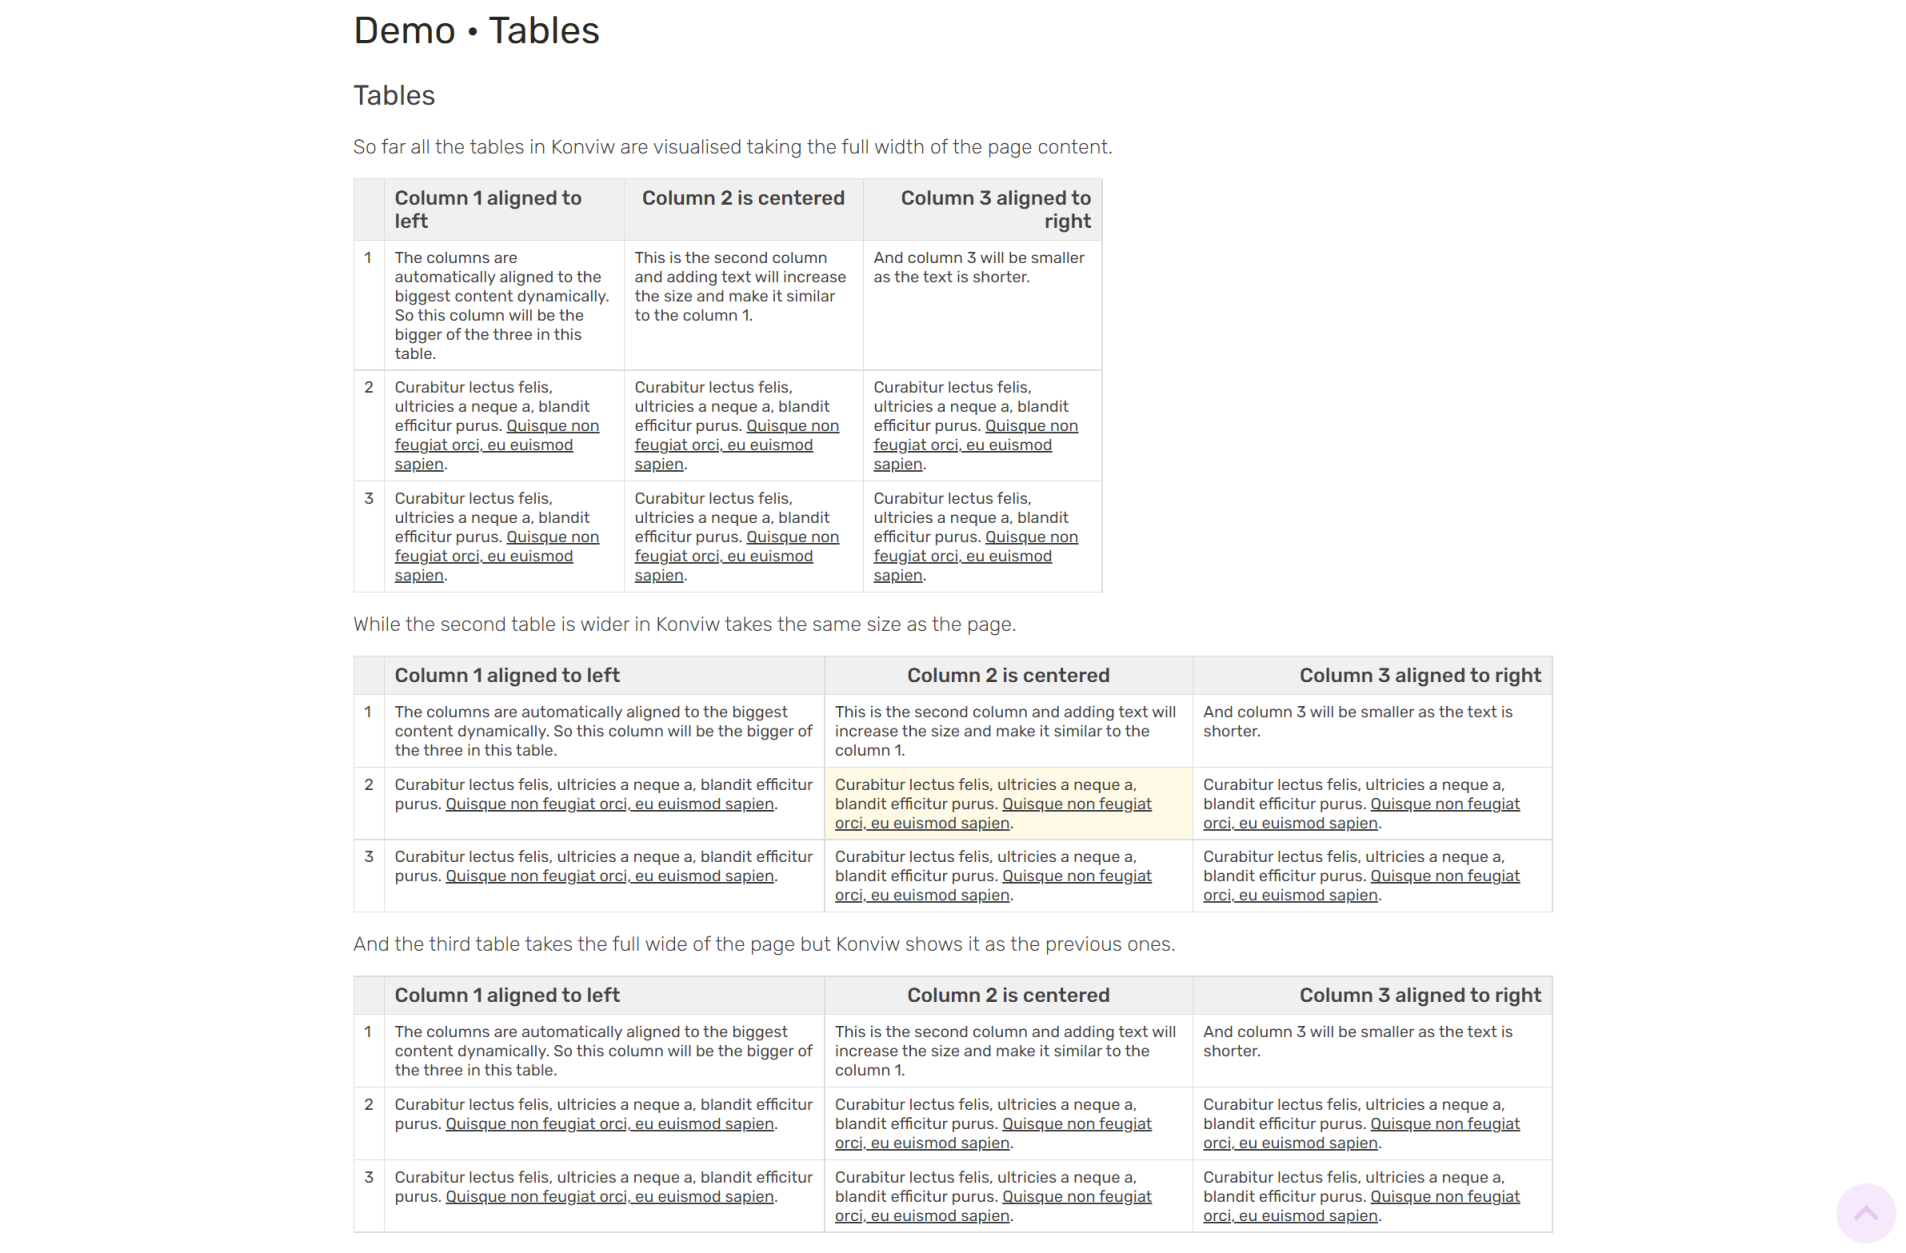 Demo • Tables
Tables
So far all the tables in Konviw are visualised taking the full width of the page content.
Column 1 aligned to
left
Column 2 is centered
Column 3 aligned to
right
1
The columns are
automatically aligned to the
biggest content dynamically.
So this column will be the
bigger of the three in this
table.
This is the second column
and adding text will increase
the size and make it similar
to the column 1.
And column 3 will be smaller
as the text is shorter.
2
Curabitur lectus felis,
ultricies a neque a, blandit
efficitur purus. Quisque non
feugiat orci, eu euismod
sapien.
Curabitur lectus felis,
ultricies a neque a, blandit
efficitur purus. Quisque non
feugiat orci, eu euismod
sapien.
Curabitur lectus felis,
ultricies a neque a, blandit
efficitur purus. Quisque non
feugiat orci, eu euismod
sapien.
3
Curabitur lectus felis,
ultricies a neque a, blandit
efficitur purus. Quisque non
feugiat orci, eu euismod
sapien.
Curabitur lectus felis,
ultricies a neque a, blandit
efficitur purus. Quisque non
feugiat orci, eu euismod
sapien.
Curabitur lectus felis,
ultricies a neque a, blandit
efficitur purus. Quisque non
feugiat orci, eu euismod
sapien.
While the second table is wider in Konviw takes the same size as the page.
Column 1 aligned to left
Column 2 is centered
Column 3 aligned to right
1
The columns are automatically aligned to the biggest
content dynamically. So this column will be the bigger of
the three in this table.
This is the second column and adding text will
increase the size and make it similar to the
column 1.
And column 3 will be smaller as the text is
shorter.
2
Curabitur lectus felis, ultricies a neque a, blandit efficitur
purus. Quisque non feugiat orci, eu euismod sapien.
Curabitur lectus felis, ultricies a neque a,
blandit efficitur purus. Quisque non feugiat
orci, eu euismod sapien.
Curabitur lectus felis, ultricies a neque a,
blandit efficitur purus. Quisque non feugiat
orci, eu euismod sapien.
3
Curabitur lectus felis, ultricies a neque a, blandit efficitur
purus. Quisque non feugiat orci, eu euismod sapien.
Curabitur lectus felis, ultricies a neque a,
blandit efficitur purus. Quisque non feugiat
orci, eu euismod sapien.
Curabitur lectus felis, ultricies a neque a,
blandit efficitur purus. Quisque non feugiat
orci, eu euismod sapien.
And the third table takes the full wide of the page but Konviw shows it as the previous ones.
Column 1 aligned to left
Column 2 is centered
Column 3 aligned to right
1
The columns are automatically aligned to the biggest
content dynamically. So this column will be the bigger of
the three in this table.
This is the second column and adding text will
increase the size and make it similar to the
column 1.
And column 3 will be smaller as the text is
shorter.
2
Curabitur lectus felis, ultricies a neque a, blandit efficitur
purus. Quisque non feugiat orci, eu euismod sapien.
Curabitur lectus felis, ultricies a neque a,
blandit efficitur purus. Quisque non feugiat
orci, eu euismod sapien.
Curabitur lectus felis, ultricies a neque a,
blandit efficitur purus. Quisque non feugiat
orci, eu euismod sapien.
3
Curabitur lectus felis, ultricies a neque a, blandit efficitur
purus. Quisque non feugiat orci, eu euismod sapien.
Curabitur lectus felis, ultricies a neque a,
blandit efficitur purus. Quisque non feugiat
orci, eu euismod sapien.
Curabitur lectus felis, ultricies a neque a,
blandit efficitur purus. Quisque non feugiat
orci, eu euismod sapien.